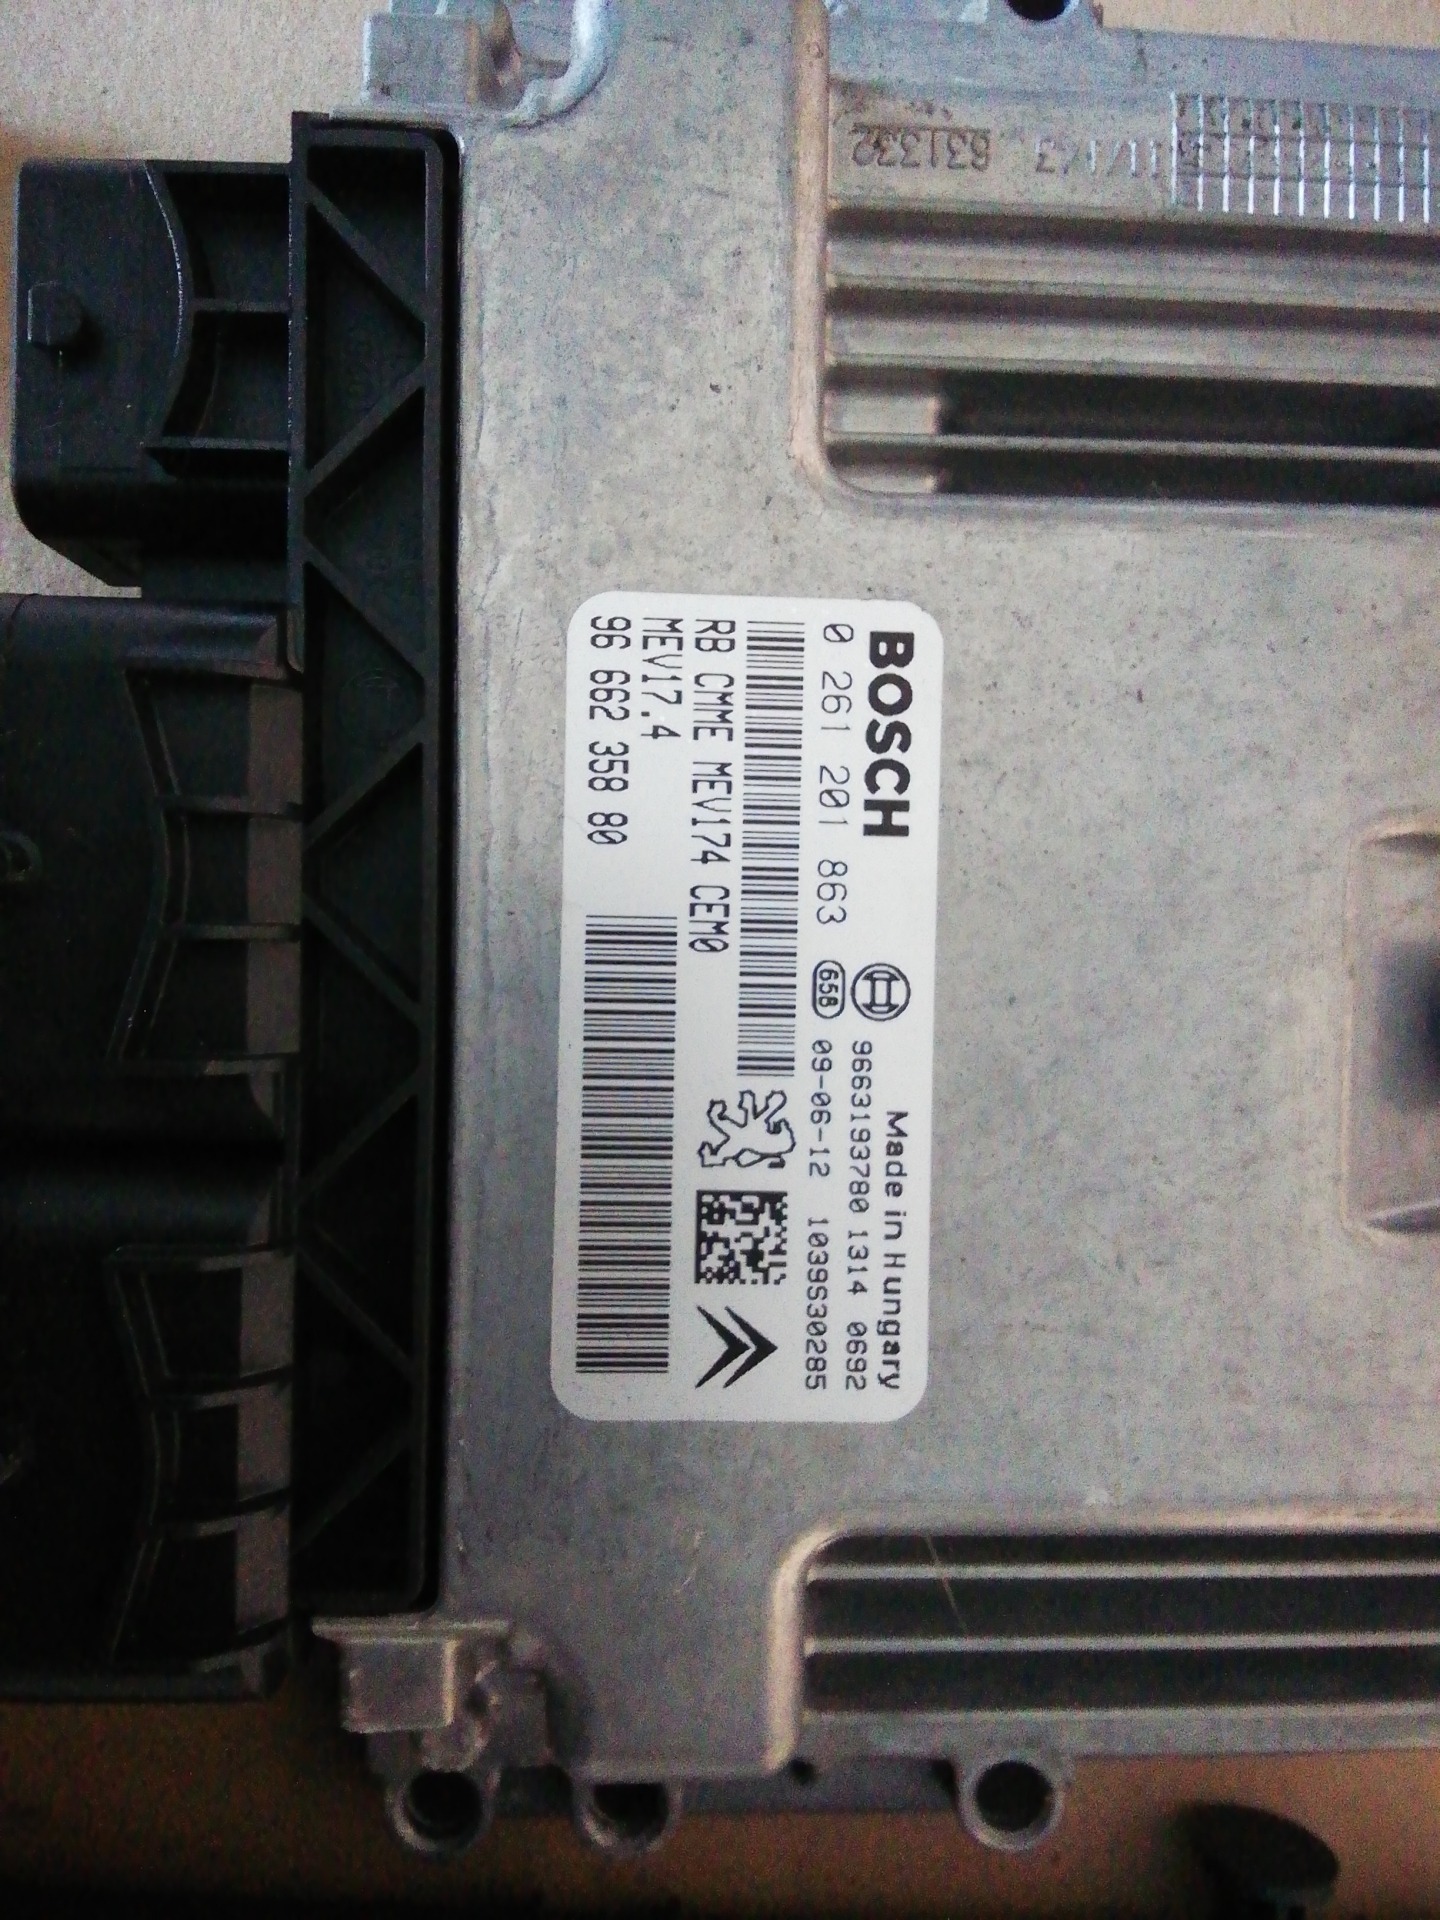 BOSCH
Made in Hungary
9663193780 1314 0692
0 261 201 863
658
09-06-12 1039S30285
RB CMME MEV174 CEM0
MEV17.4
96 662 358 80
631332